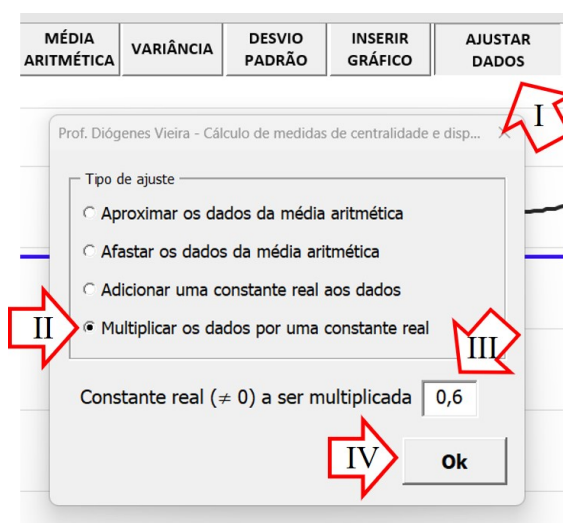 MÉDIA ARITMÉTICA
VARIÂNCIA
DESVIO PADRÃO
INSERIR GRÁFICO
AJUSTAR DADOS
I
Prof. Diógenes Vieira - Cálculo de medidas de centralidade e disp...
Tipo de ajuste
Aproximar os dados da média aritmética
Afastar os dados da média aritmética
Adicionar uma constante real aos dados
II
Multiplicar os dados por uma constante real
III
Constante real (≠ 0) a ser multiplicada 0,6
IV
Ok